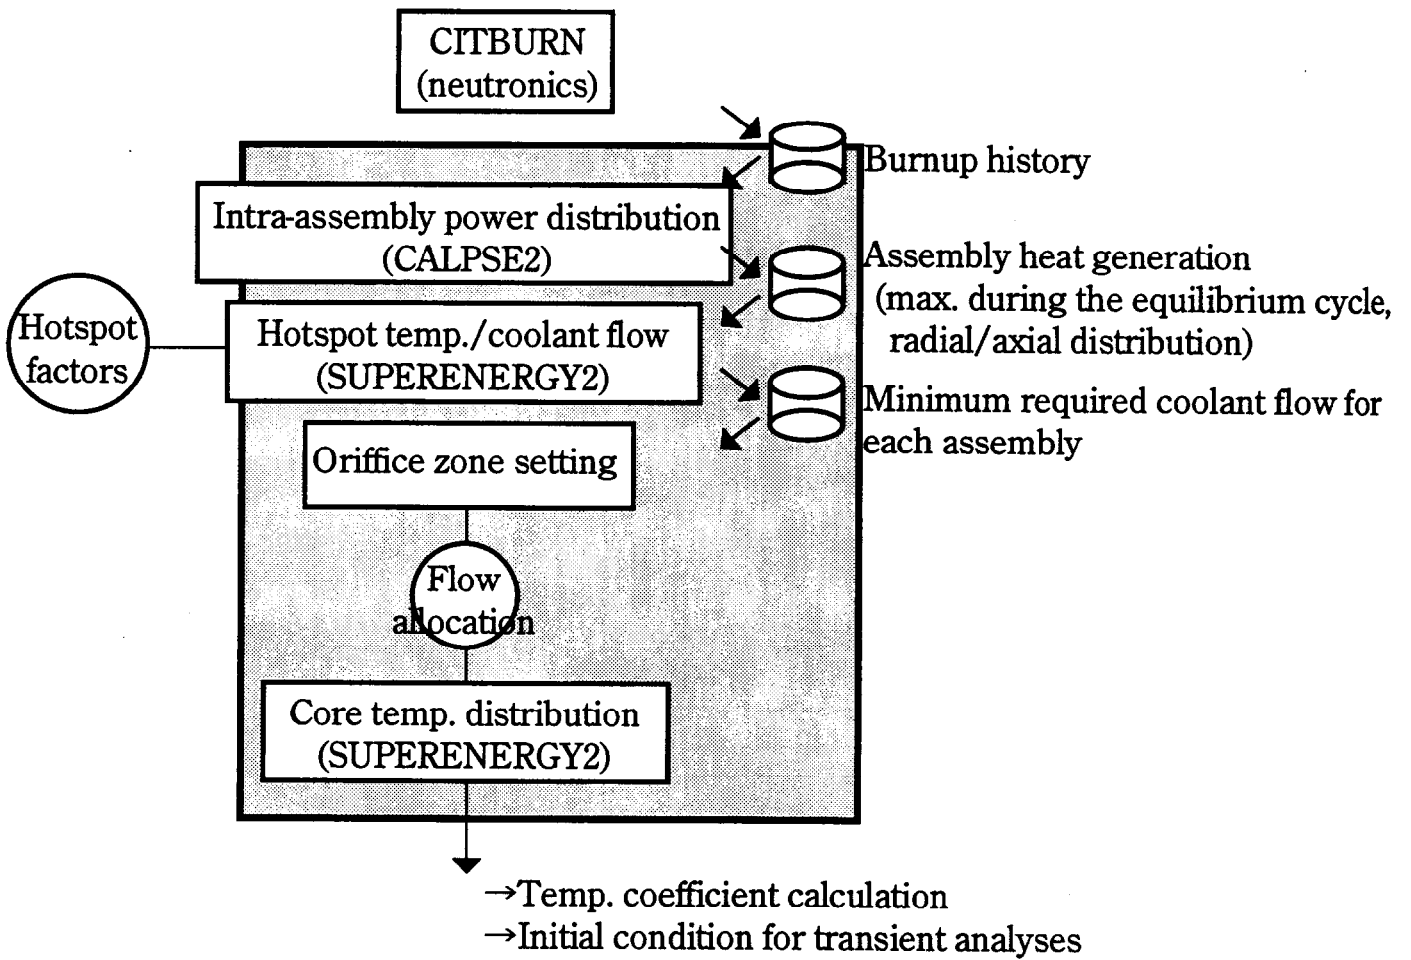 CITBURN
(neutronics)
Burnup history
Intra-assembly power distribution
(CALPSE2)
Assembly heat generation
(max. during the equilibrium cycle,
radial/axial distribution)
Hotspot
factors
Hotspot temp./coolant flow
(SUPERENERGY2)
Minimum required coolant flow for
each assembly
Oriffice zone setting
Flow
allocation
Core temp. distribution
(SUPERENERGY2)
→Temp. coefficient calculation
→Initial condition for transient analyses